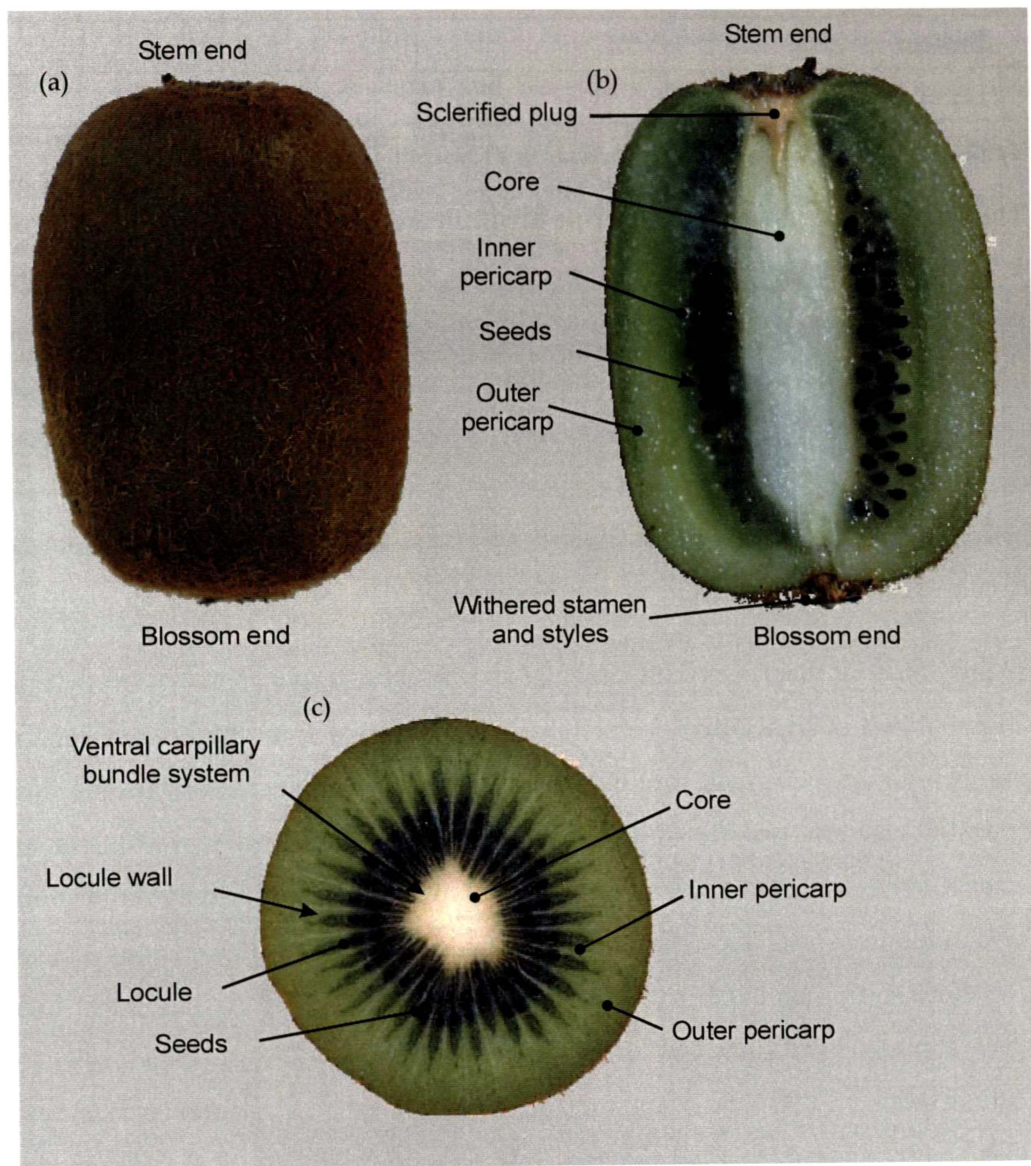 (a)
Stem end
Blossom end
(b)
Stem end
Sclerified plug
Core
Inner
pericarp
Seeds
Outer
pericarp
Withered stamen
and styles
Blossom end
(c)
Ventral carpillary
bundle system
Locule wall
Locule
Seeds
Core
Inner pericarp
Outer pericarp